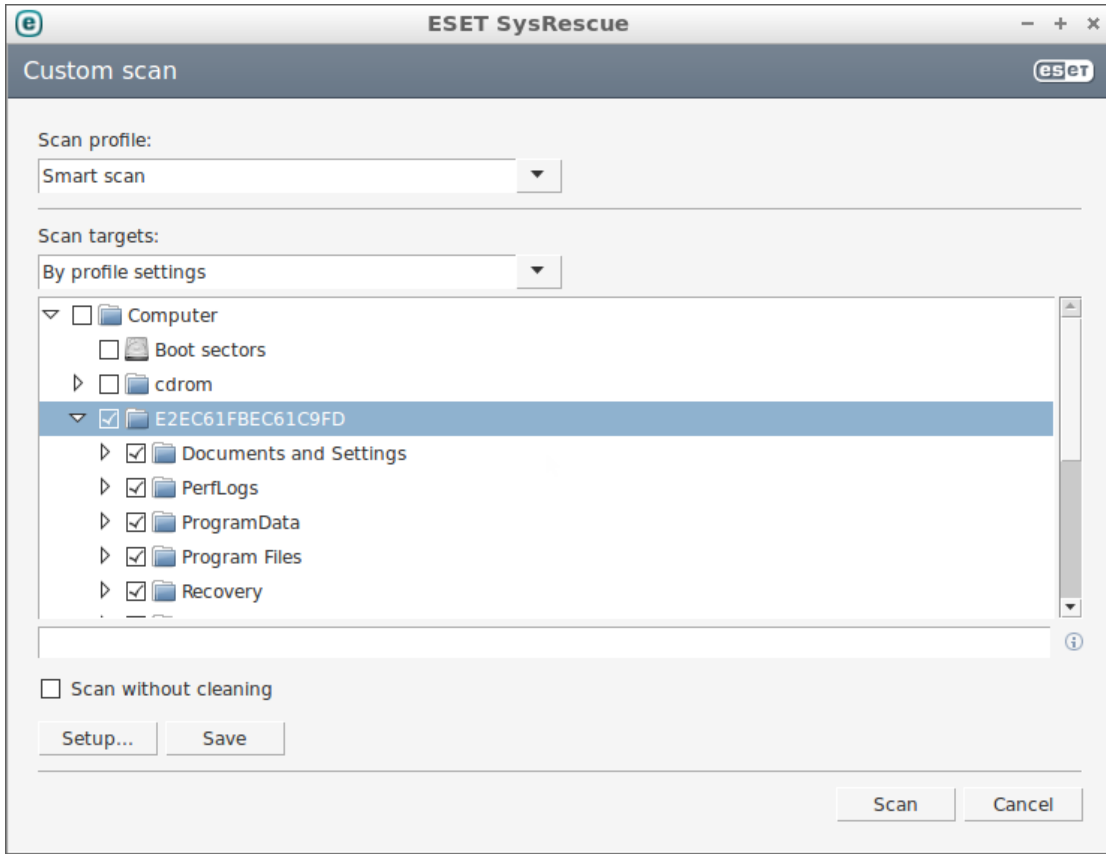 ESET SysRescue
Custom scan
eset
Scan profile:
Smart scan
Scan targets:
By profile settings
Computer
Boot sectors
cdrom
E2EC61FBEC61C9FD
Documents and Settings
PerfLogs
ProgramData
Program Files
Recovery
Scan without cleaning
Setup...
Save
Scan
Cancel